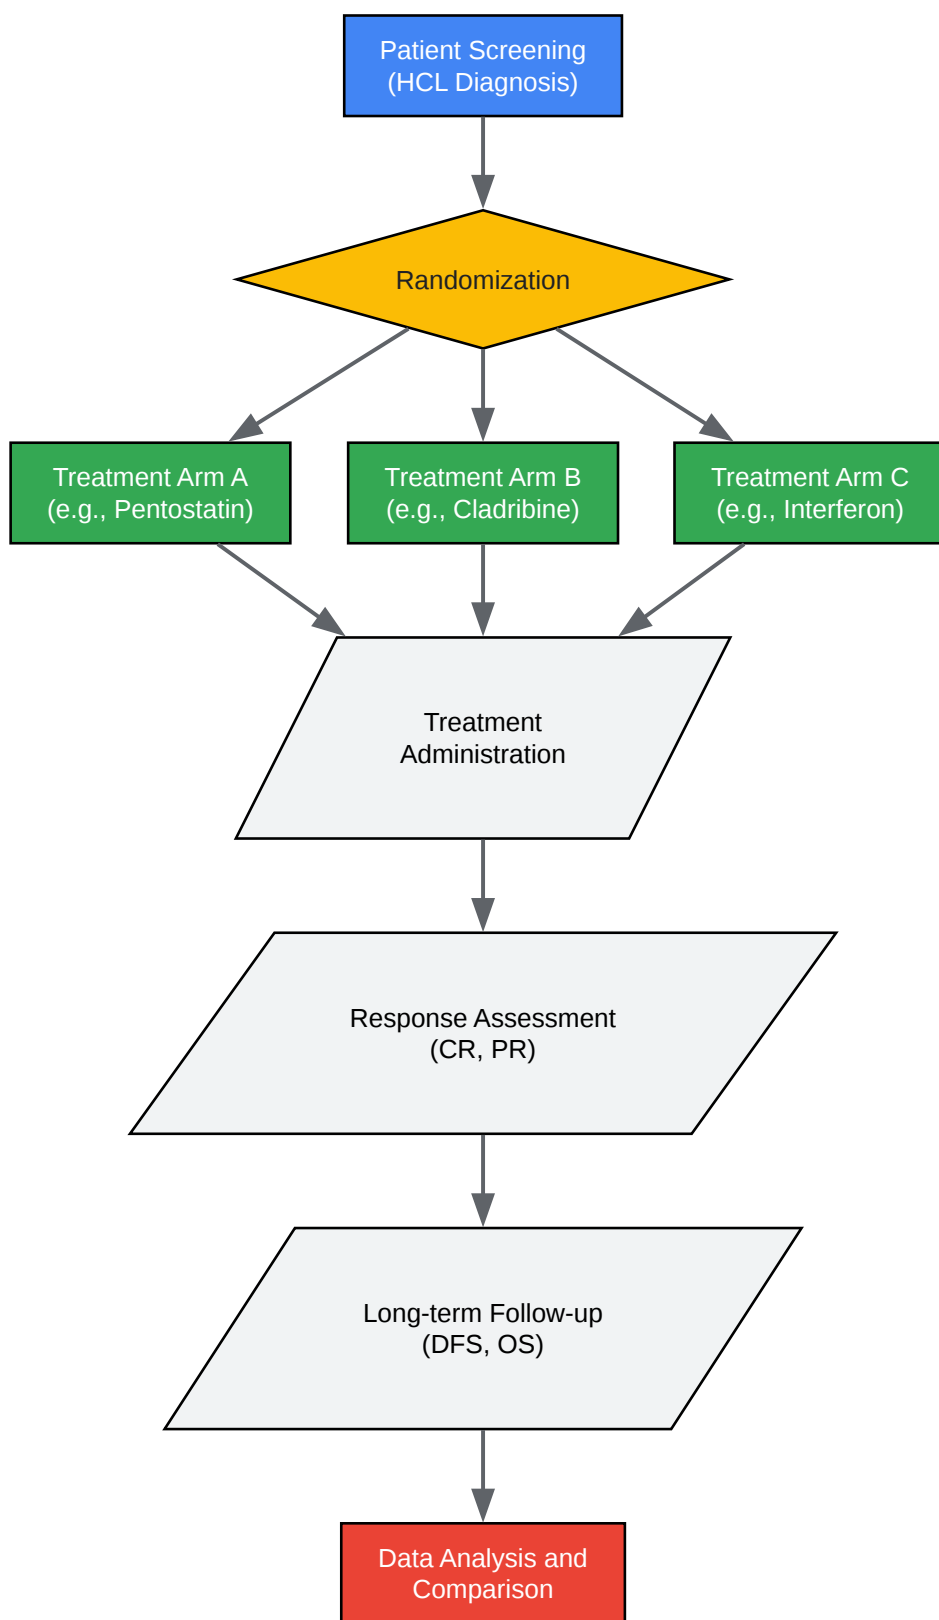 Patient Screening
(HCL Diagnosis)
Randomization
Treatment Arm A
(e.g., Pentostatin)
Treatment Arm B
(e.g., Cladribine)
Treatment Arm C
(e.g., Interferon)
Treatment
Administration
Response Assessment
(CR, PR)
Long-term Follow-up
(DFS, OS)
Data Analysis and
Comparison